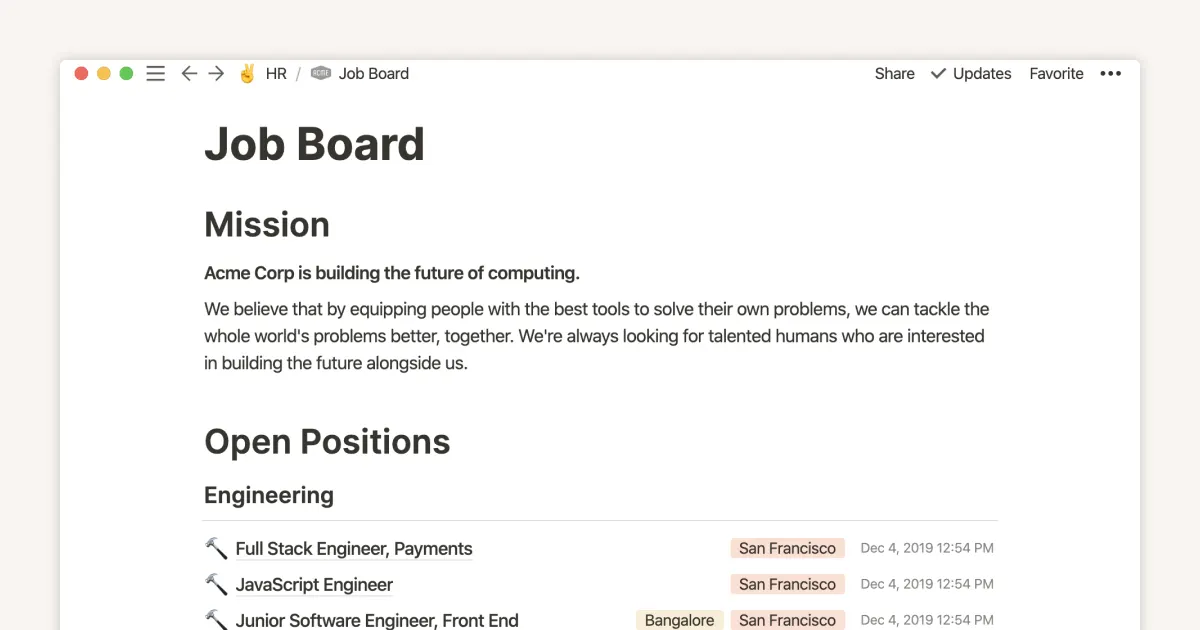 HR / ACME Job Board Share Updates Favorite
Job Board
Mission
Acme Corp is building the future of computing.
We believe that by equipping people with the best tools to solve their own problems, we can tackle the
whole world's problems better, together. We're always looking for talented humans who are interested
in building the future alongside us.
Open Positions
Engineering
Full Stack Engineer, Payments San Francisco Dec 4, 2019 12:54 PM
JavaScript Engineer San Francisco Dec 4, 2019 12:54 PM
Junior Software Engineer, Front End Bangalore San Francisco Dec 4, 2019 12:54 PM